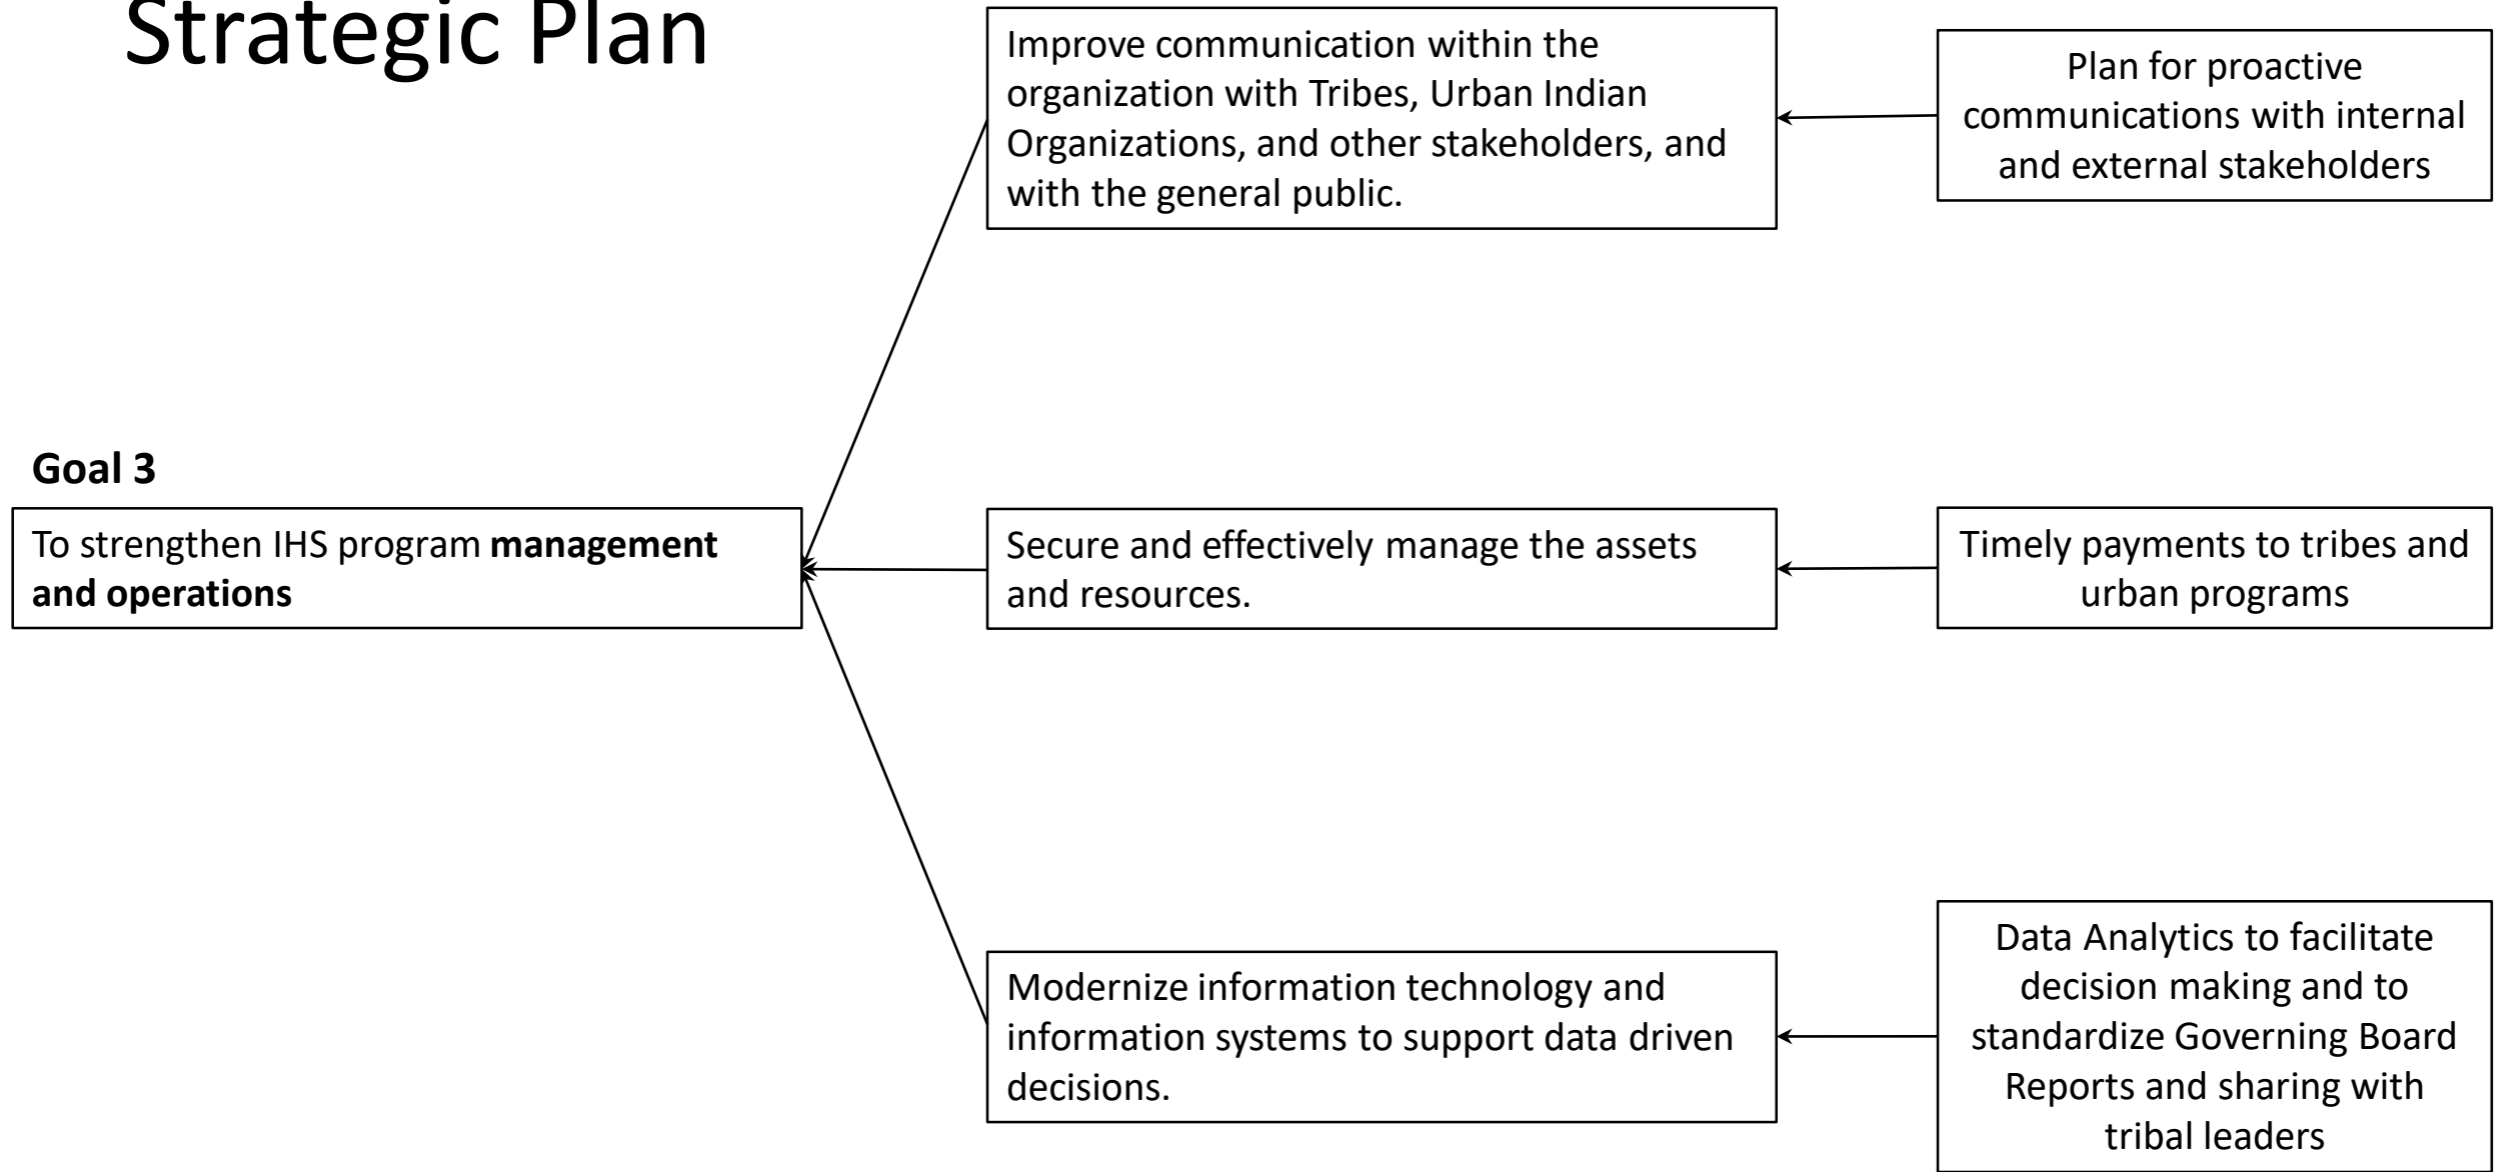 Strategic Plan
Improve communication within the
organization with Tribes, Urban Indian
Organizations, and other stakeholders, and
with the general public.
Plan for proactive
communications with internal
and external stakeholders
Goal 3
To strengthen IHS program management
and operations
Secure and effectively manage the assets
and resources.
Timely payments to tribes and
urban programs
Modernize information technology and
information systems to support data driven
decisions.
Data Analytics to facilitate
decision making and to
standardize Governing Board
Reports and sharing with
tribal leaders